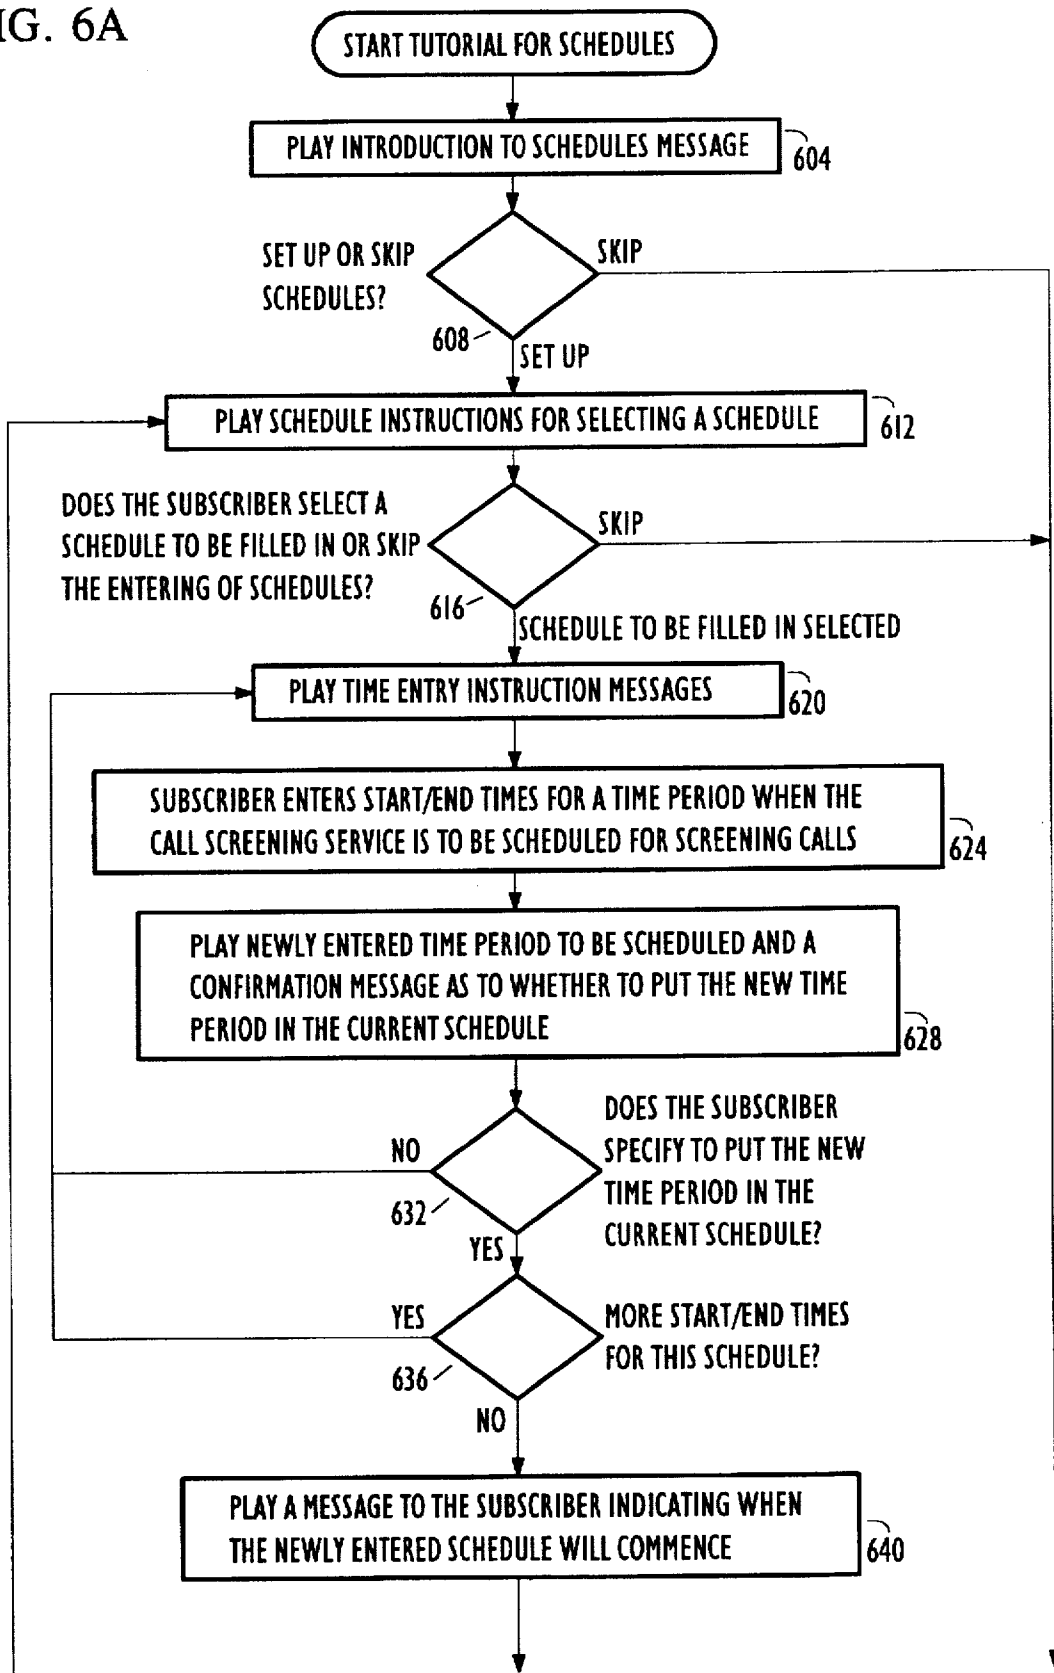 IG. 6A
START TUTORIAL FOR SCHEDULES
PLAY INTRODUCTION TO SCHEDULES MESSAGE
604
SET UP OR SKIP
SCHEDULES?
SKIP
608
SET UP
PLAY SCHEDULE INSTRUCTIONS FOR SELECTING A SCHEDULE
612
DOES THE SUBSCRIBER SELECT A
SCHEDULE TO BE FILLED IN OR SKIP
THE ENTERING OF SCHEDULES?
SKIP
616
SCHEDULE TO BE FILLED IN SELECTED
PLAY TIME ENTRY INSTRUCTION MESSAGES
620
SUBSCRIBER ENTERS START/END TIMES FOR A TIME PERIOD WHEN THE
CALL SCREENING SERVICE IS TO BE SCHEDULED FOR SCREENING CALLS
624
PLAY NEWLY ENTERED TIME PERIOD TO BE SCHEDULED AND A
CONFIRMATION MESSAGE AS TO WHETHER TO PUT THE NEW TIME
PERIOD IN THE CURRENT SCHEDULE
628
DOES THE SUBSCRIBER
SPECIFY TO PUT THE NEW
TIME PERIOD IN THE
CURRENT SCHEDULE?
NO
632
YES
YES
MORE START/END TIMES
FOR THIS SCHEDULE?
636
NO
PLAY A MESSAGE TO THE SUBSCRIBER INDICATING WHEN
THE NEWLY ENTERED SCHEDULE WILL COMMENCE
640